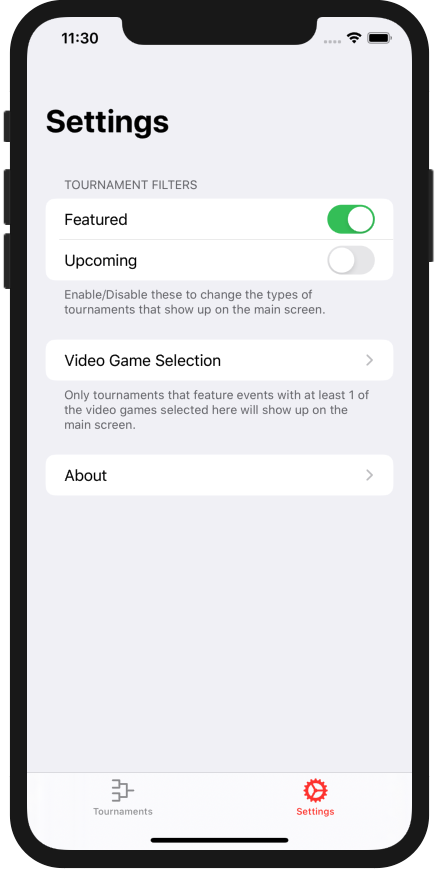 11:30
Settings
TOURNAMENT FILTERS
Featured
Upcoming
Enable/Disable these to change the types of
tournaments that show up on the main screen.
Video Game Selection
Only tournaments that feature events with at least 1 of
the video games selected here will show up on the
main screen.
About
Tournaments
Settings